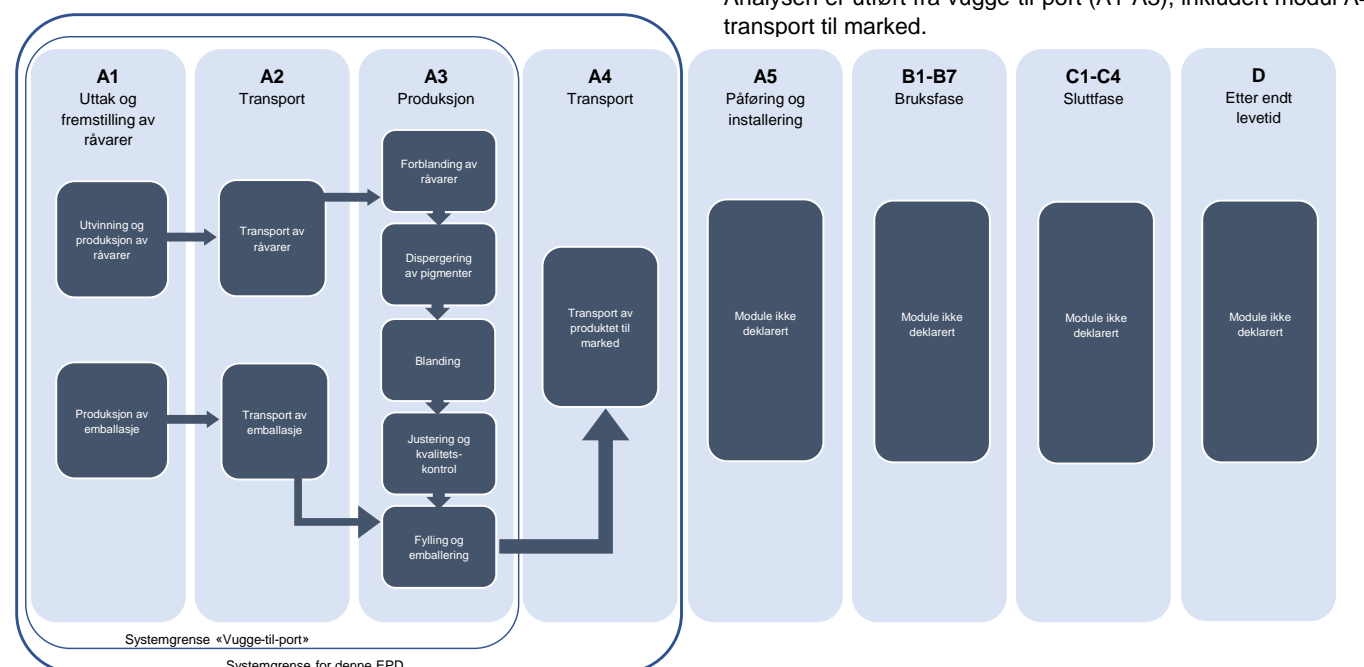 Analysen er utført fra vugge til port (A1-A3), inkludert modul A
transport til marked.
A1
Uttak og
fremstilling av
råvarer
Utvinning og
produksjon av
råvarer
Produksjon av
emballasje
A2
Transport
Transport av
råvarer
Transport av
emballasje
A3
Produksjon
Forblanding av
råvarer
Dispergering
av pigmenter
Blanding
Justering og
kvalitets-
kontrol
Fylling og
emballering
A4
Transport
Transport av
produktet til
marked
A5
Påføring og
installering
Module ikke
deklarert
B1-B7
Bruksfase
Module ikke
deklarert
C1-C4
Sluttfase
Module ikke
deklarert
D
Etter endt
levetid
Module ikke
deklarert
Systemgrense «Vugge-til-port»
Systemgrense for denne EPD